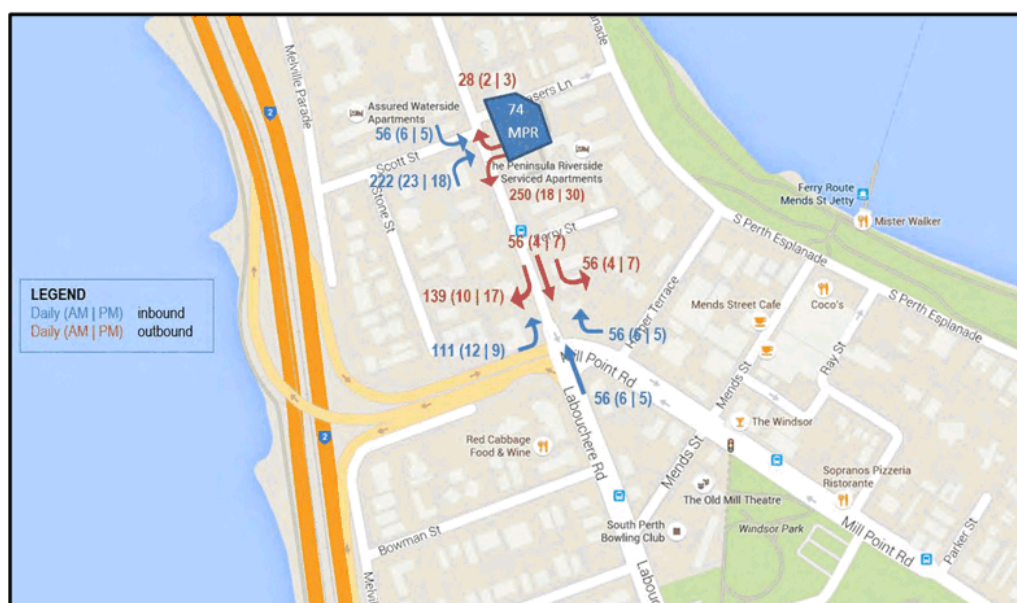 Melville Parade
2
28 (2 | 3)
74
MPR
Assured Waterside
Apartments
56 (6 | 5)
Scott St
222 (23 | 18)
The Peninsula Riverside
Serviced Apartments
250 (18 | 30)
Stone St
Ferry Route
Mends St Jetty
Mister Walker
S Perth Esplanade
56 (4 | 7)
56 (4 | 7)
139 (10 | 17)
Mends Street Cafe
Coco's
S Perth Esplanade
LEGEND
Daily (AM | PM) inbound
Daily (AM | PM) outbound
111 (12 | 9)
56 (6 | 5)
Mill Point Rd
Mends St
Ray St
56 (6 | 5)
Labouchere Rd
The Windsor
2
Red Cabbage
Food & Wine
Mends St
Sopranos Pizzeria
Ristorante
The Old Mill Theatre
South Perth
Bowling Club
Windsor Park
Mill Point Rd
Parker St
Bowman St